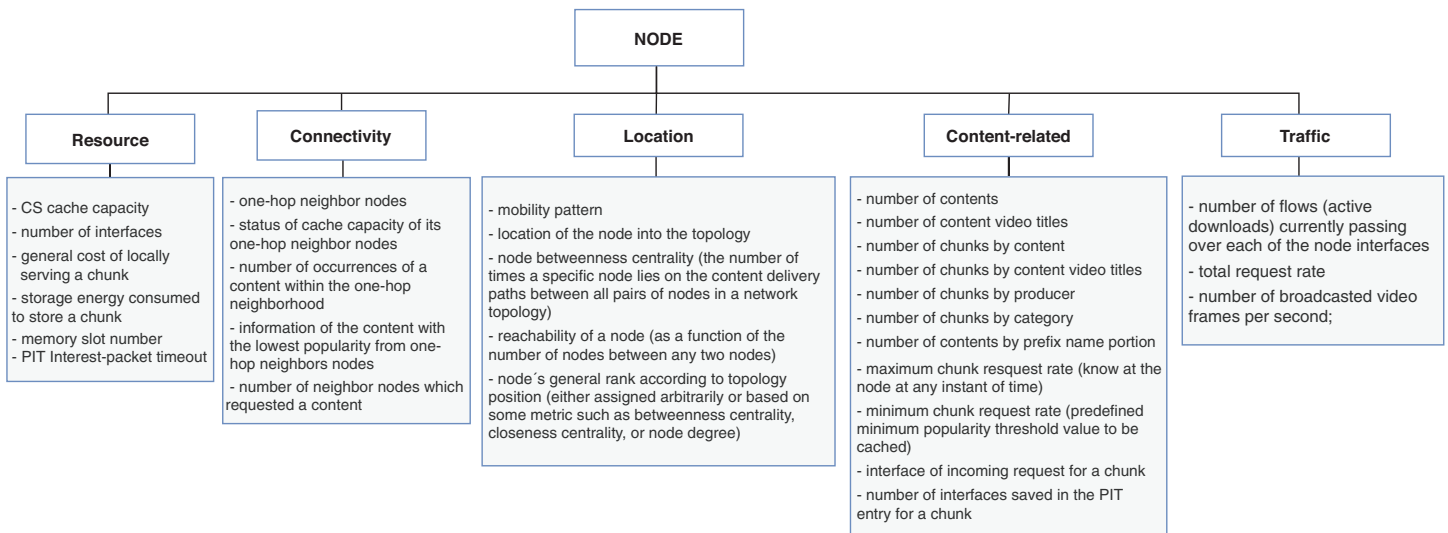 NODE
Resource
Connectivity
Location
Content-related
Traffic
- CS cache capacity
- number of interfaces
- general cost of locally
serving a chunk
- storage energy consumed
to store a chunk
- memory slot number
- PIT Interest-packet timeout
- one-hop neighbor nodes
- status of cache capacity of its
one-hop neighbor nodes
- number of occurrences of a
content within the one-hop
neighborhood
- information of the content with
the lowest popularity from one-
hop neighbors nodes
- number of neighbor nodes which
requested a content
- mobility pattern
- location of the node into the topology
- node betweenness centrality (the number of
times a specific node lies on the content delivery
paths between all pairs of nodes in a network
topology)
- reachability of a node (as a function of the
number of nodes between any two nodes)
- node´s general rank according to topology
position (either assigned arbitrarily or based on
some metric such as betweenness centrality,
closeness centrality, or node degree)
- number of contents
- number of content video titles
- number of chunks by content
- number of chunks by content video titles
- number of chunks by producer
- number of chunks by category
- number of contents by prefix name portion
- maximum chunk resquest rate (know at the
node at any instant of time)
- minimum chunk request rate (predefined
minimum popularity threshold value to be
cached)
- interface of incoming request for a chunk
- number of interfaces saved in the PIT
entry for a chunk
- number of flows (active
downloads) currently passing
over each of the node interfaces
- total request rate
- number of broadcasted video
frames per second;